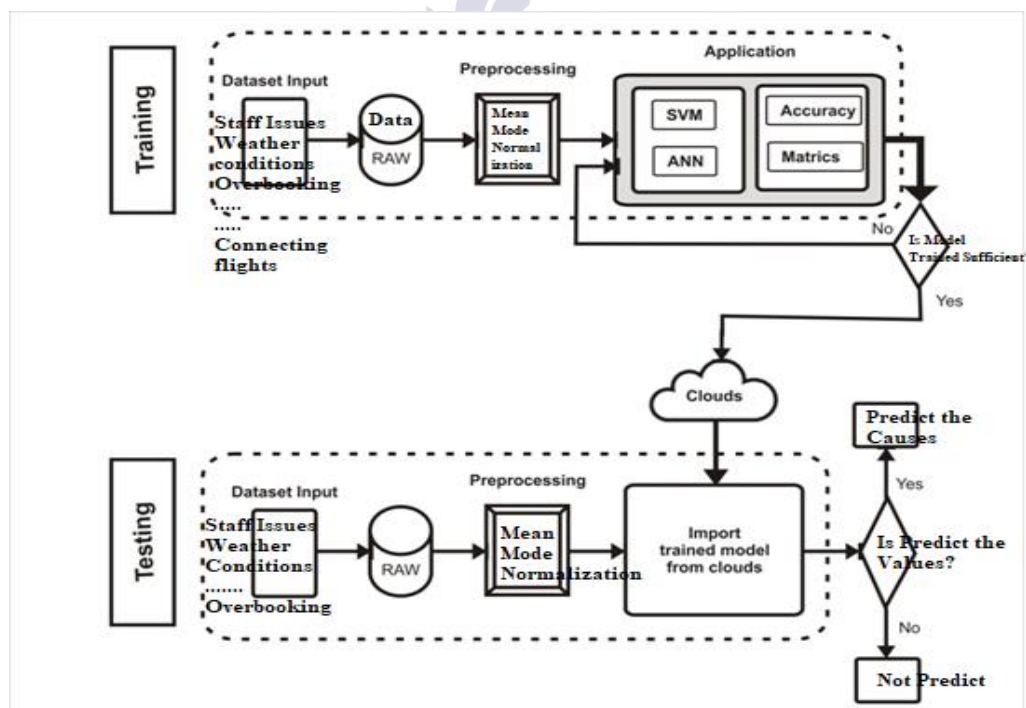 Training
Application
Dataset Input
Preprocessing
Staff Issues
Weather
conditions
Overbooking
.....
.....
Connecting
flights
Data
RAW
Mean
Mode
Normal
ization
SVM
ANN
Accuracy
Matrics
No
Is Model
Trained Sufficient?
Yes
Clouds
Testing
Dataset Input
Preprocessing
Staff Issues
Weather
Conditions
.......
Overbooking
RAW
Mean
Mode
Normalization
Import
trained model
from clouds
Predict the
Causes
Yes
Is Predict the
Values?
No
Not Predict